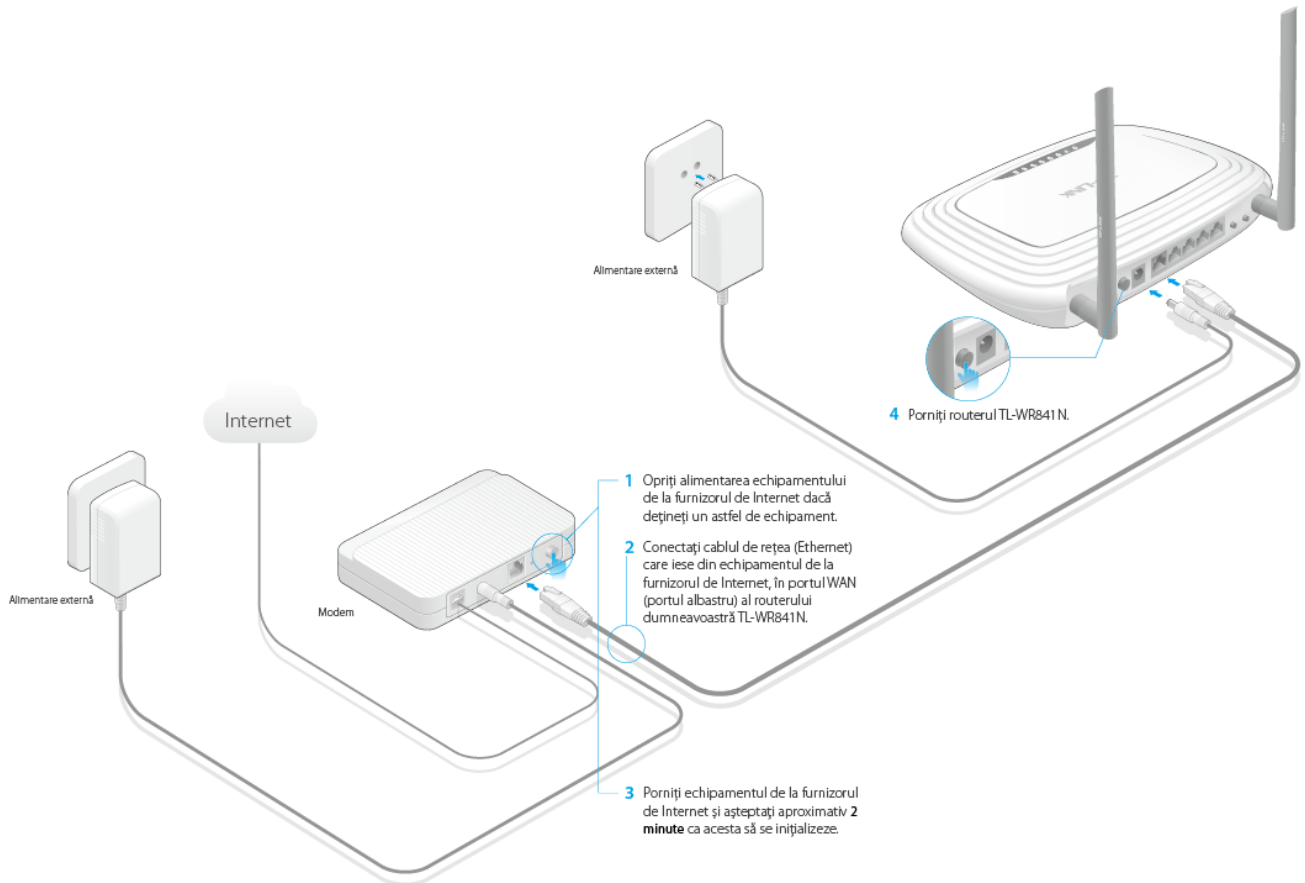 Alimentare externă
TP-LINK
4 Porniți routerul TL-WR841N.
Internet
1 Opriți alimentarea echipamentului
de la furnizorul de Internet dacă
dețineți un astfel de echipament.
2 Conectați cablul de rețea (Ethernet)
care iese din echipamentul de la
furnizorul de Internet, în portul WAN
(portul albastru) al routerului
dumneavoastră TL-WR841N.
Alimentare externă
Modem
3 Porniți echipamentul de la furnizorul
de Internet și așteptați aproximativ 2
minute ca acesta să se inițializeze.